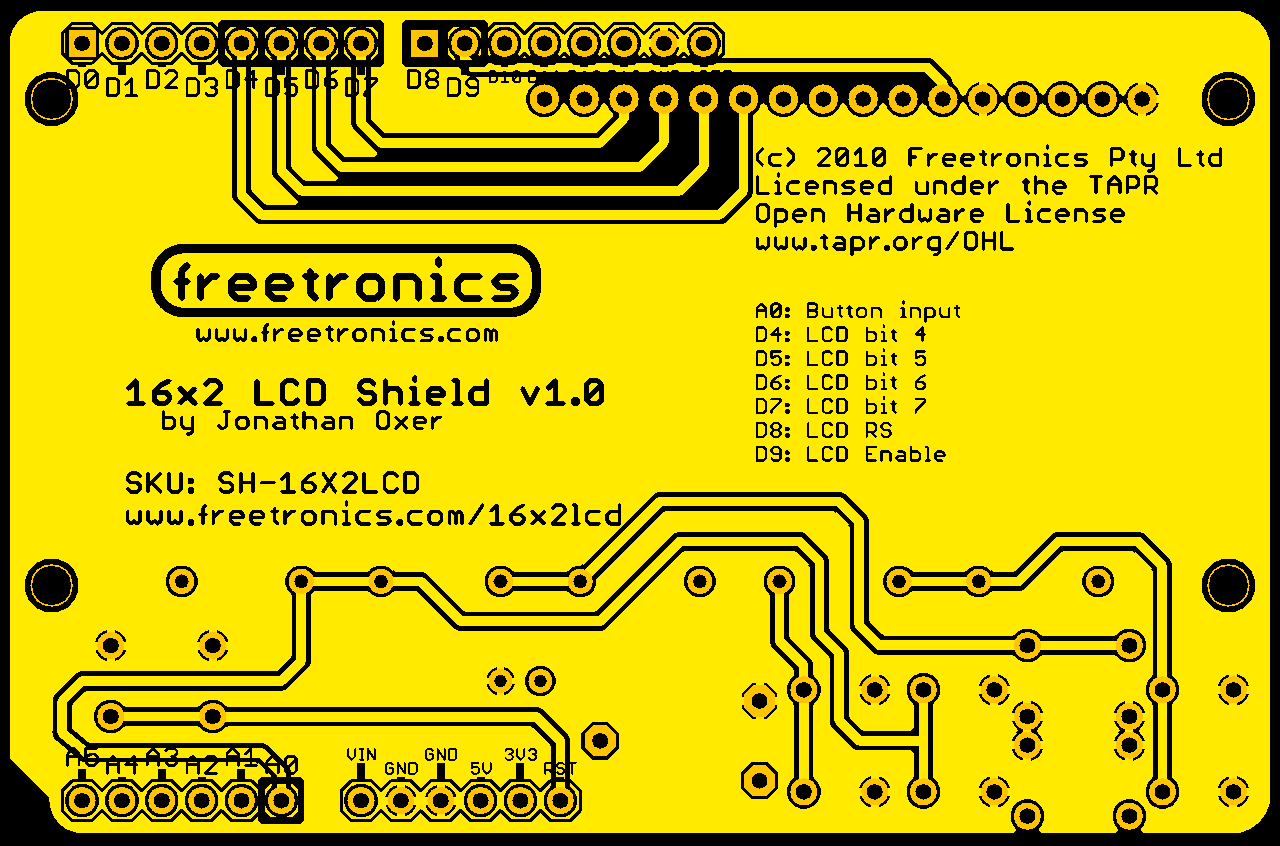 D0 D1 D2 D3 D4 D5 D6 D7 D8 D9 D10
(c) 2010 Freetronics Pty Ltd
Licensed under the TAPR
Open Hardware License
www.tapr.org/OHL
freetronics
www.freetronics.com
A0: Button input
D4: LCD bit 4
D5: LCD bit 5
D6: LCD bit 6
D7: LCD bit 7
D8: LCD RS
D9: LCD Enable
16x2 LCD Shield v1.0
by Jonathan Oxer
SKU: SH-16X2LCD
www.freetronics.com/16x2lcd
A5 A4 A3 A2 A1 A0 VIN GND GND 5V 3V3 RST